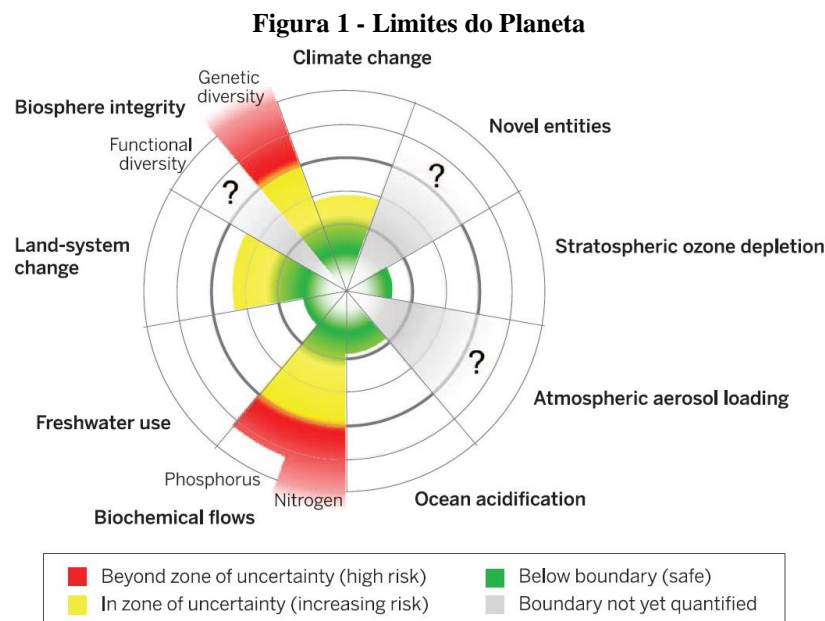 Figura 1 - Limites do Planeta
Climate change
Genetic
diversity
Biosphere integrity
Novel entities
Functional
diversity
?
?
Land-system
change
Stratospheric ozone depletion
?
Atmospheric aerosol loading
Freshwater use
Phosphorus
Nitrogen
Ocean acidification
Biochemical flows
Beyond zone of uncertainty (high risk)
In zone of uncertainty (increasing risk)
Below boundary (safe)
Boundary not yet quantified